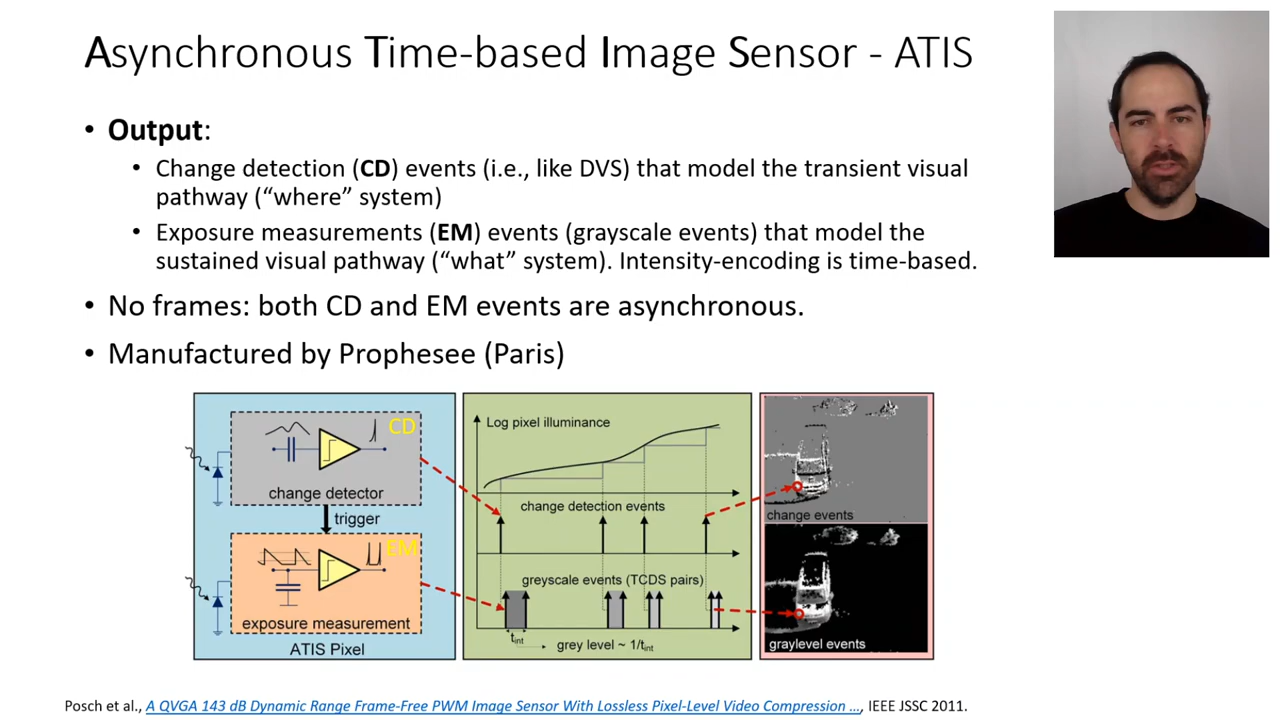 Asynchronous Time-based Image Sensor - ATIS
• Output:
• Change detection (CD) events (i.e., like DVS) that model the transient visual
pathway (“where” system)
• Exposure measurements (EM) events (grayscale events) that model the
sustained visual pathway (“what” system). Intensity-encoding is time-based.
• No frames: both CD and EM events are asynchronous.
• Manufactured by Prophesee (Paris)
CD
change detector
trigger
EM
exposure measurement
ATIS Pixel
Log pixel illuminance
change detection events
greyscale events (TCDS pairs)
tint
grey level ~ 1/tint
change events
graylevel events
Posch et al., A QVGA 143 dB Dynamic Range Frame-Free PWM Image Sensor With Lossless Pixel-Level Video Compression ..., IEEE JSSC 2011.